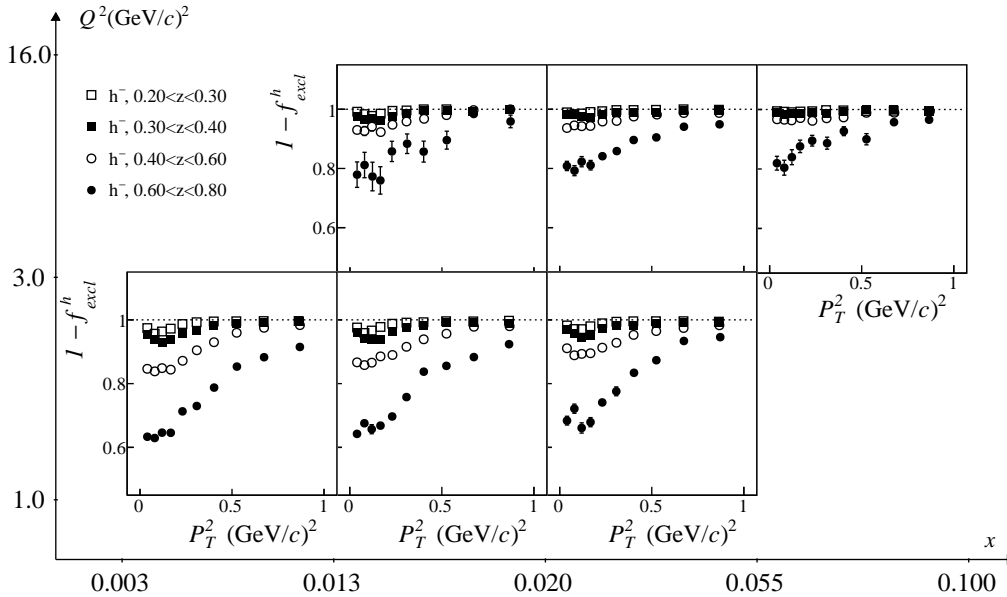 Q²(GeV/c)²
16.0
3.0
1.0
h⁻, 0.20<z<0.30
h⁻, 0.30<z<0.40
h⁻, 0.40<z<0.60
h⁻, 0.60<z<0.80
1 − f^h_excl
1
0.8
0.6
0 0.5 1
P_T² (GeV/c)²
1 − f^h_excl
1
0.8
0.6
0 0.5 1
0 0.5 1
0 0.5 1
P_T² (GeV/c)²
P_T² (GeV/c)²
P_T² (GeV/c)²
x
0.003 0.013 0.020 0.055 0.100